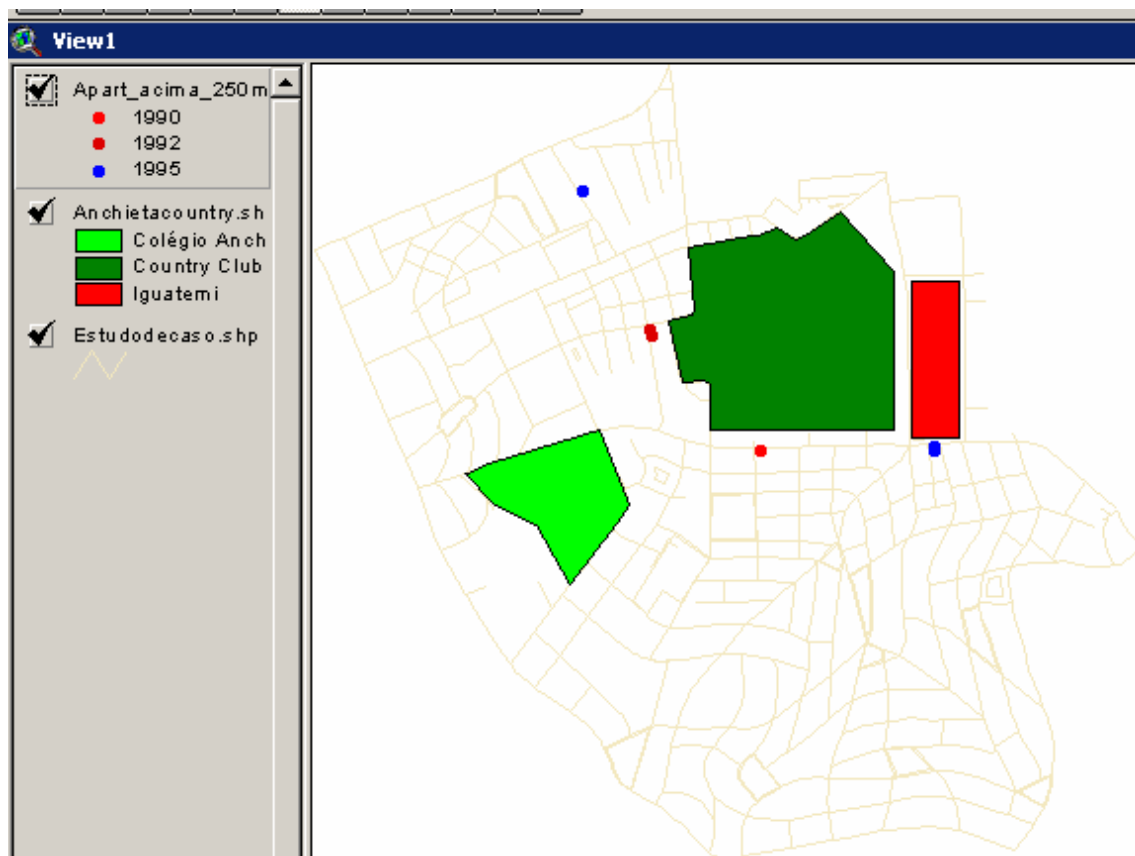 View1
Apart_acima_250m
1990
1992
1995
Anchietacountry.sh
Colégio Anch
Country Club
Iguatemi
Estudodecaso.shp